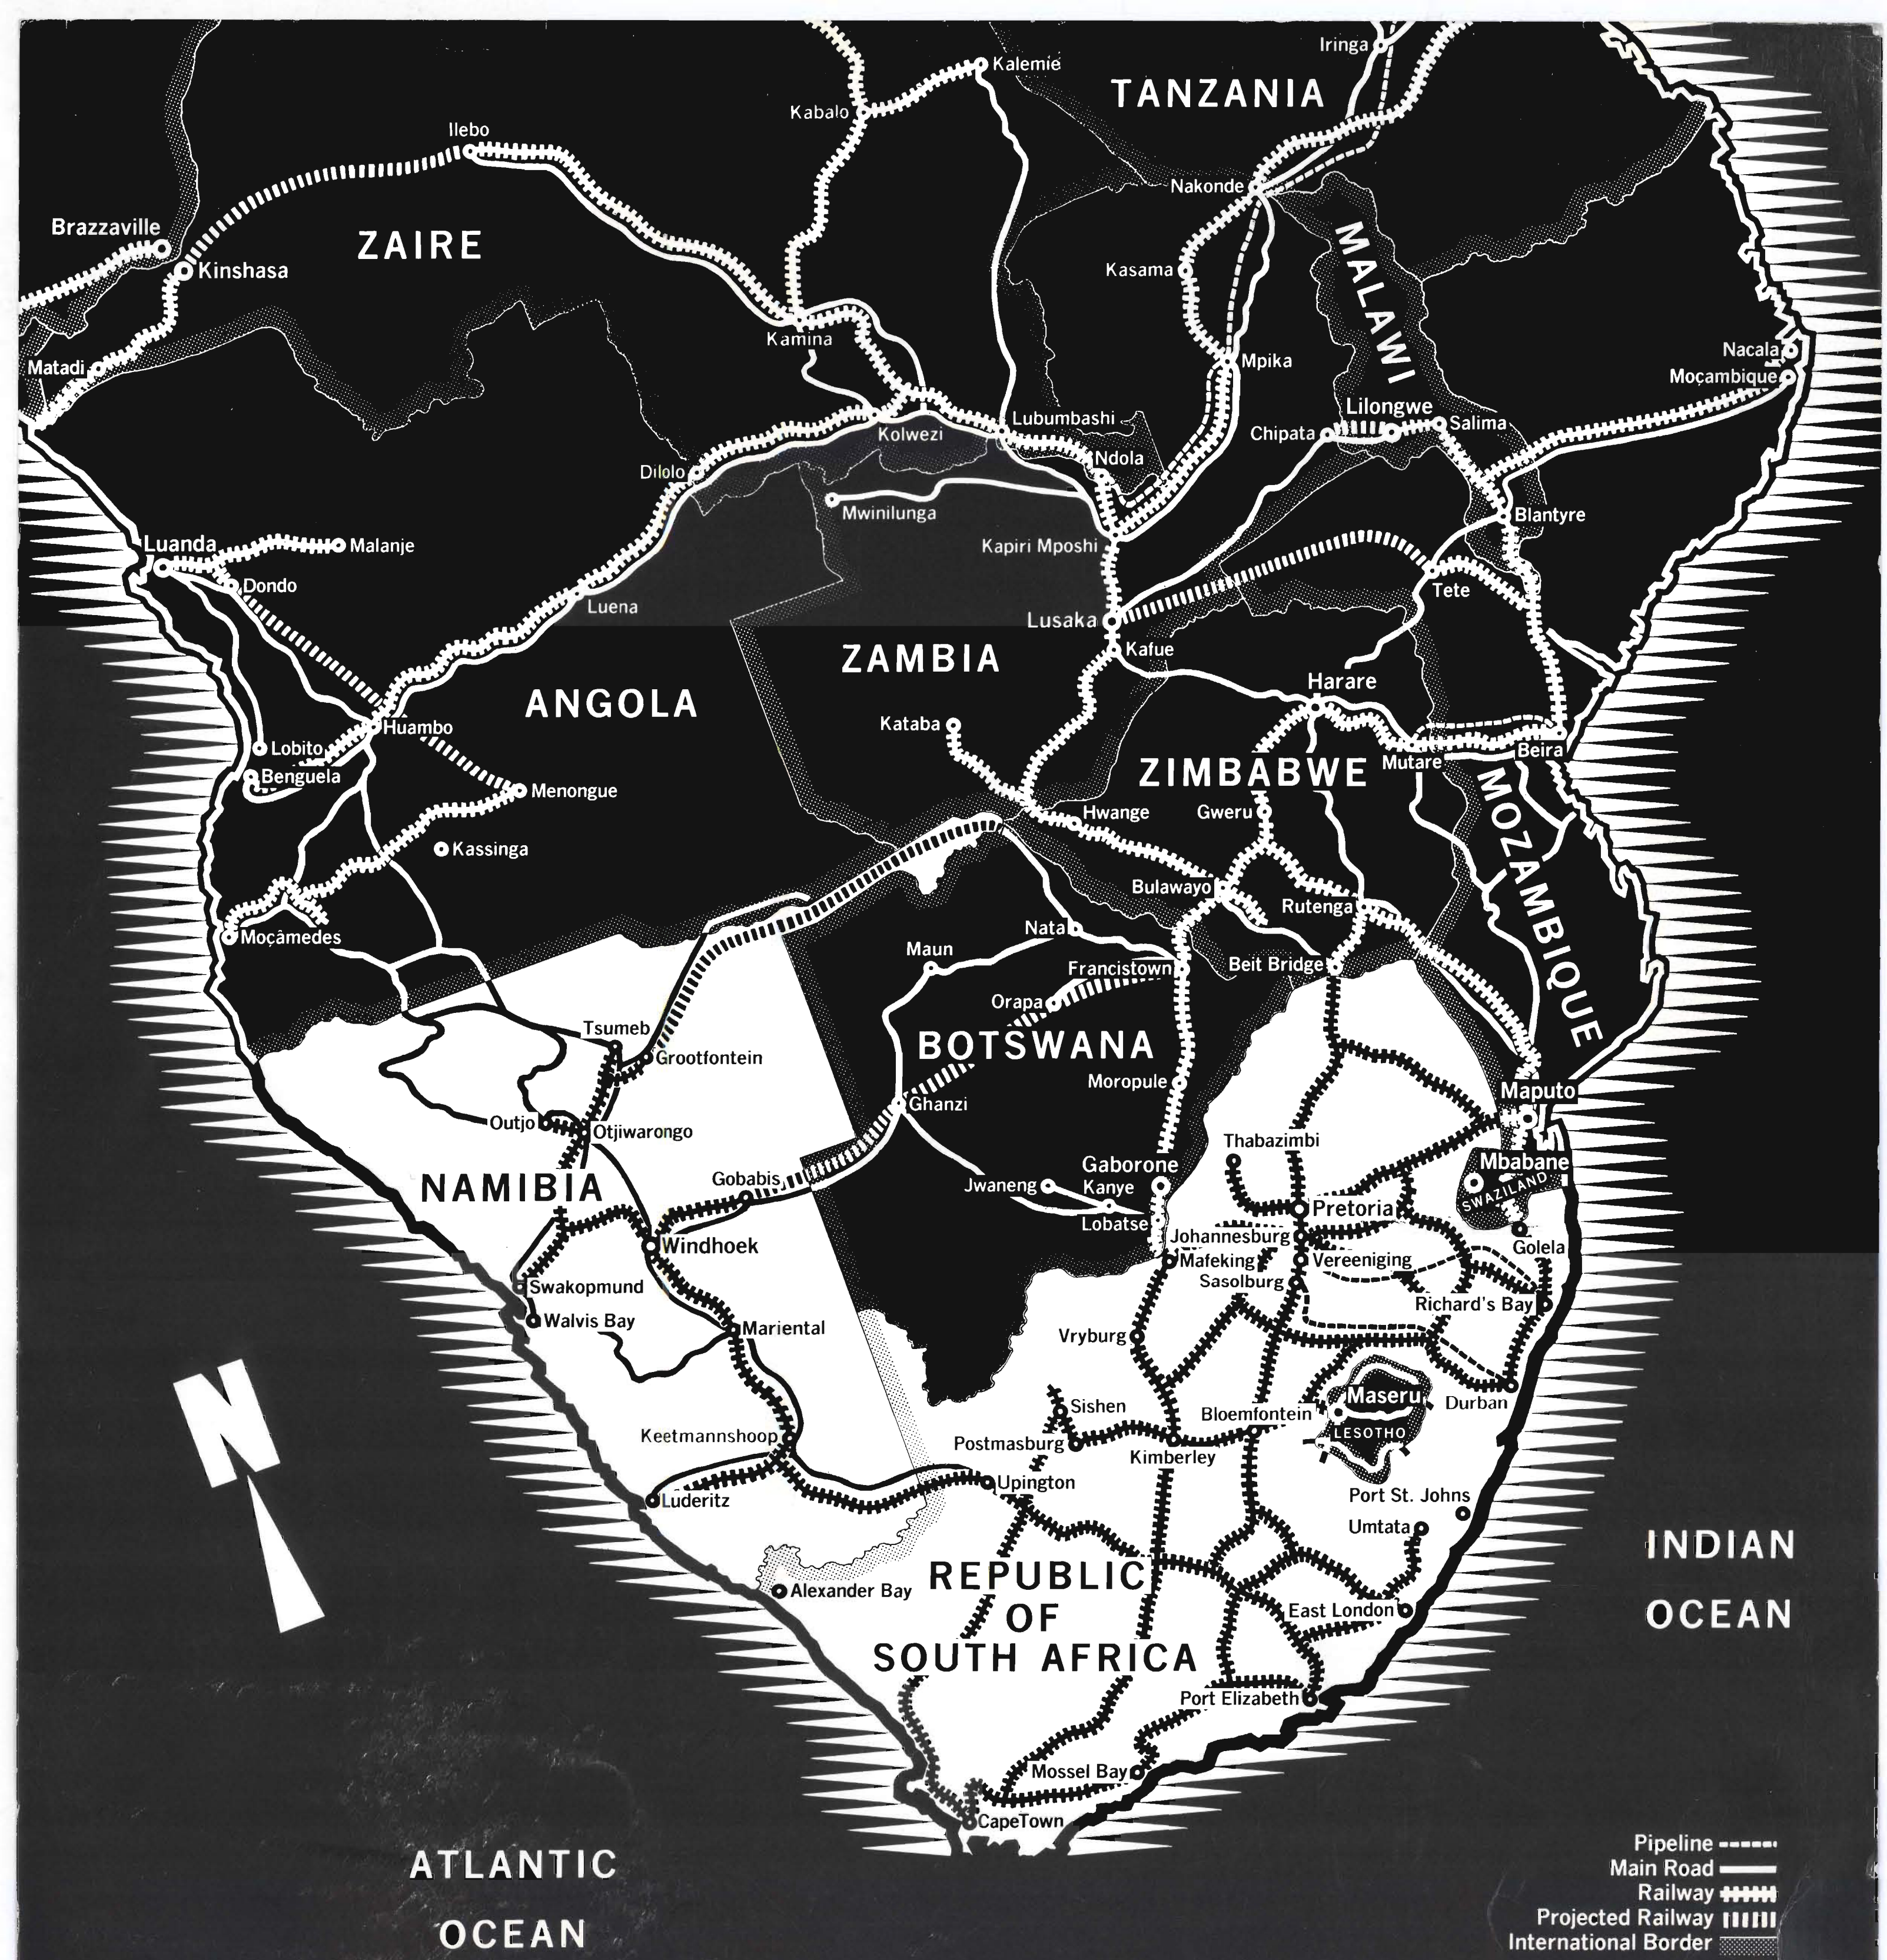 Iringa
Kalemie
TANZANIA
Kabalo
Ilebo
Nakonde
Brazzaville
ZAIRE
MALAWI
Kinshasa
Kasama
Kamina
Mpika
Nacala
Matadi
Moçambique
Lilongwe
Lubumbashi
Salima
Chipata
Kolwezi
Ndola
Dilolo
Mwinilunga
Blantyre
Luanda
Malanje
Kapiri Mposhi
Dondo
Tete
Luena
Lusaka
Kafue
ZAMBIA
Harare
ANGOLA
Kataba
Huambo
Lobito
Beira
Mutare
ZIMBABWE
Benguela
Menongue
MOZAMBIQUE
Hwange
Gweru
Kassinga
Bulawayo
Rutenga
Nata
Moçâmedes
Maun
Francistown
Beit Bridge
Orapa
Tsumeb
BOTSWANA
Grootfontein
Moropule
Maputo
Ghanzi
Outjo
Otjiwarongo
Thabazimbi
Mbabane
Gaborone
Gobabis
NAMIBIA
Jwaneng
Kanye
SWAZILAND
Pretoria
Lobatse
Johannesburg
Windhoek
Golela
Mafeking
Vereeniging
Sasolburg
Swakopmund
Richard's Bay
Walvis Bay
Mariental
Vryburg
Maseru
Sishen
Durban
Bloemfontein
LESOTHO
Keetmannshoop
Postmasburg
Kimberley
Upington
Luderitz
Port St. Johns
Umtata
N
INDIAN
OCEAN
Alexander Bay
REPUBLIC
OF
SOUTH AFRICA
East London
Port Elizabeth
Mossel Bay
CapeTown
ATLANTIC
OCEAN
Pipeline
Main Road
Railway
Projected Railway
International Border